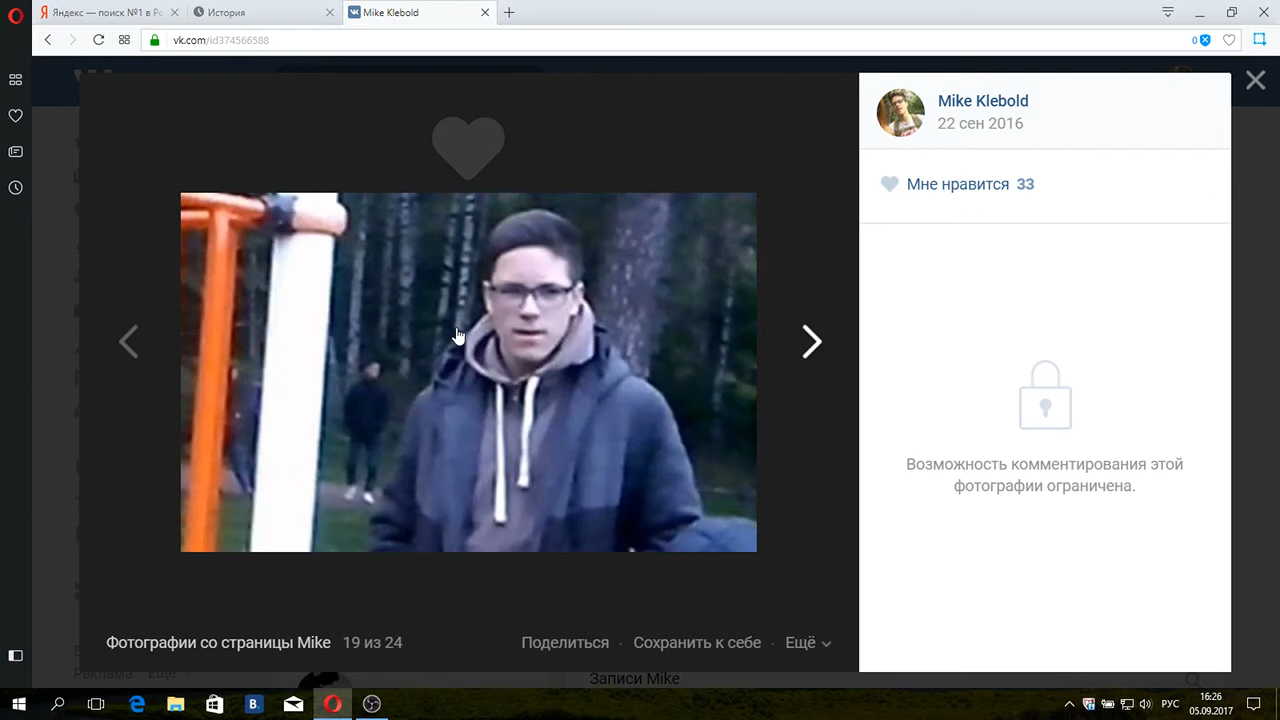 Яндекс — поиск №1 в Ро
История
Mike Klebold
vk.com/id374566588
0
Mike Klebold
22 сен 2016
Мне нравится 33
Возможность комментирования этой
фотографии ограничена.
Фотографии со страницы Mike 19 из 24
Поделиться · Сохранить к себе · Ещё
Реклама Ещё
Записи Mike
16:26
РУС
05.09.2017